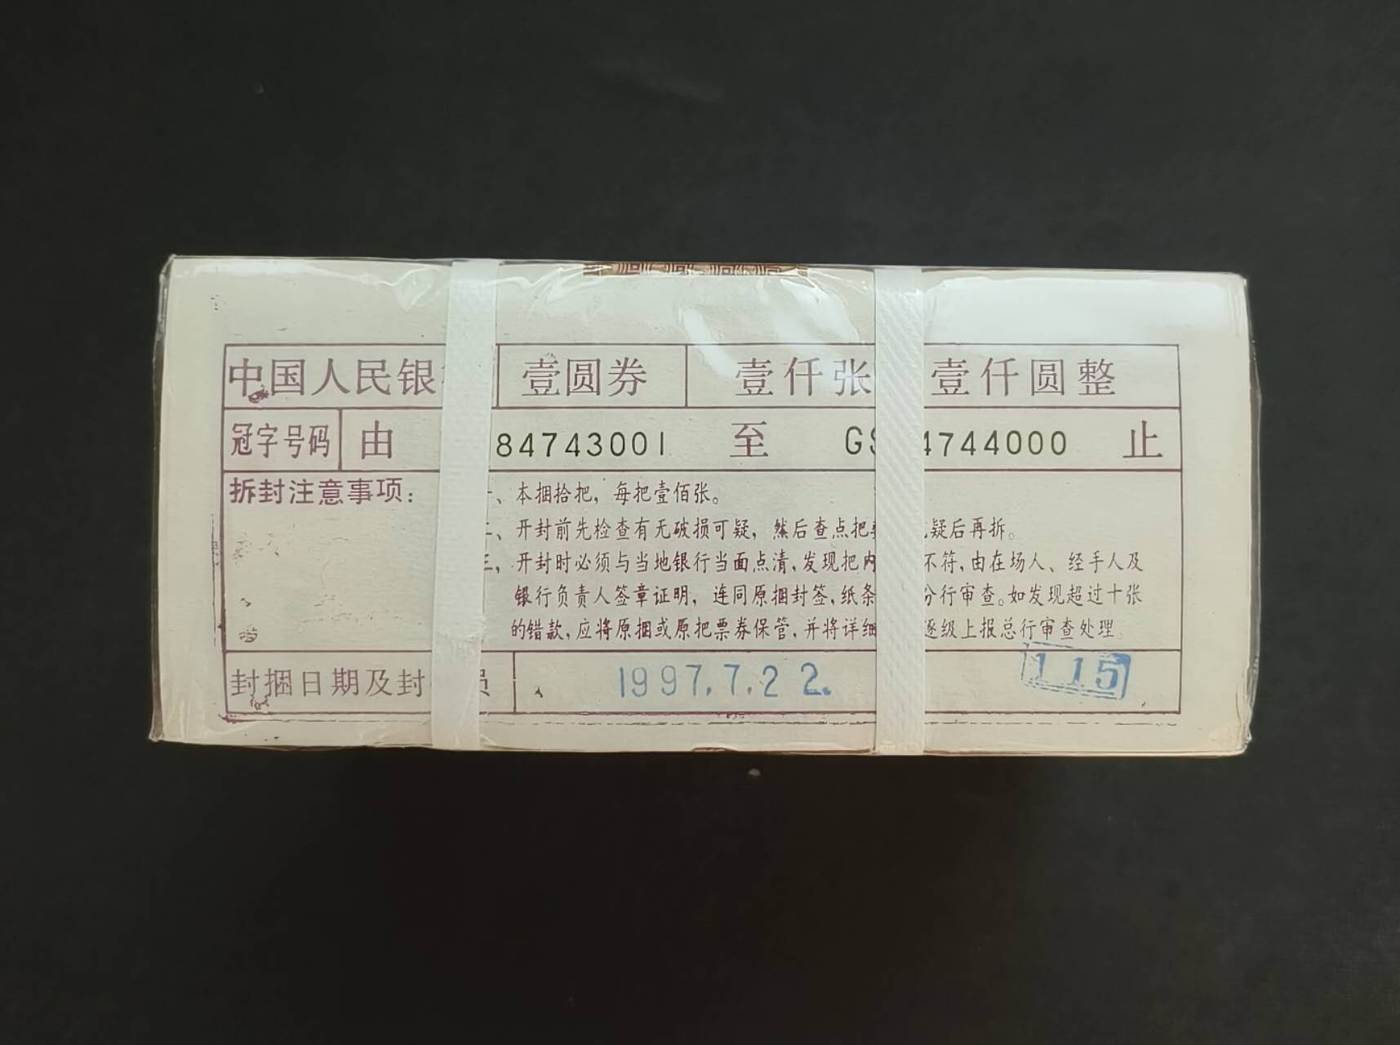 中国人民银 壹圆券 壹仟张 壹仟圆整
冠字号码 由 84743001 至 GS 4744000 止
拆封注意事项：
一、本捆拾把，每把壹佰张。
二、开封前先检查有无破损可疑，然后查点把 疑后再拆。
三、开封时必须与当地银行当面点清，发现把内 不符，由在场人、经手人及
银行负责人签章证明，连同原捆封签，纸条 分行审查。如发现超过十张
的错款，应将原捆或原把票券保管，并将详细 逐级上报总行审查处理
封捆日期及封 员 1997.7.22. 115